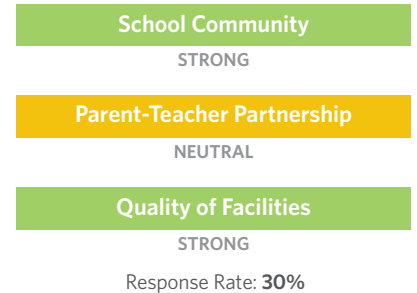 School Community
STRONG
Parent-Teacher Partnership
NEUTRAL
Quality of Facilities
STRONG
Response Rate: 30%